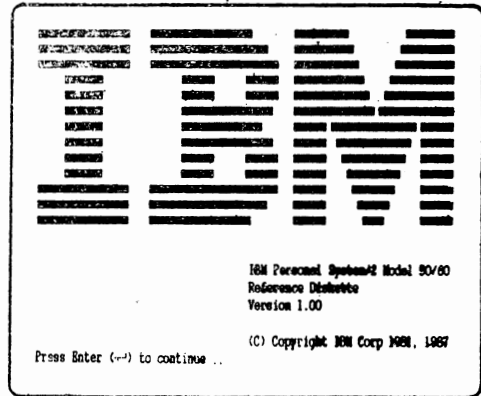 IBM
IBM Personal System/2 Model 50/60
Reference Diskette
Version 1.00
(C) Copyright IBM Corp 1981, 1987
Press Enter (↵) to continue ..